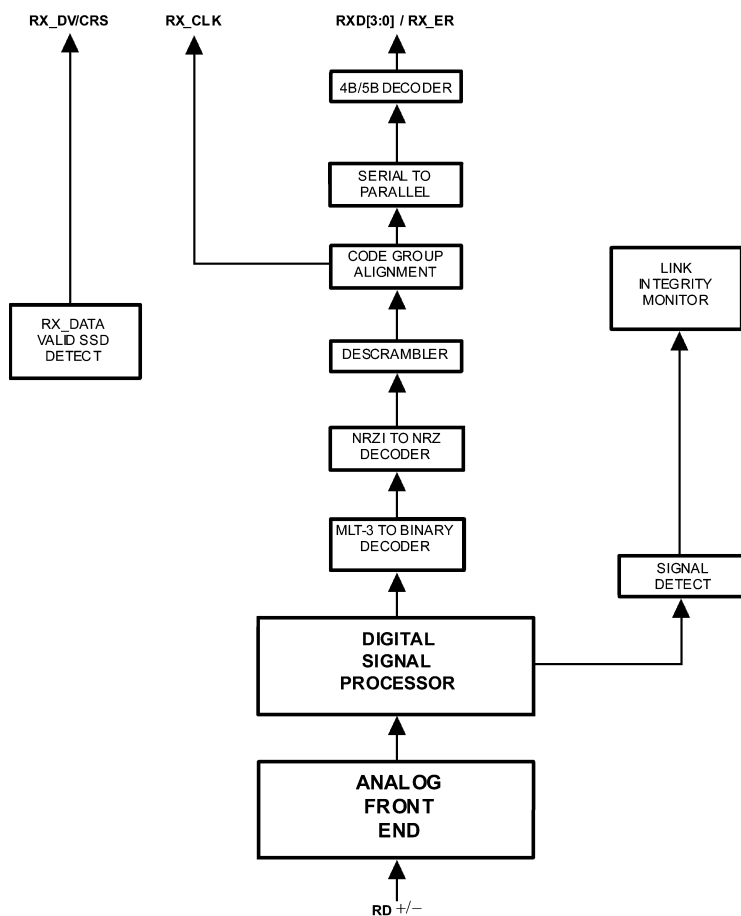 RX_DV/CRS
RX_CLK
RXD[3:0] / RX_ER
4B/5B DECODER
SERIAL TO
PARALLEL
CODE GROUP
ALIGNMENT
LINK
INTEGRITY
MONITOR
RX_DATA
VALID SSD
DETECT
DESCRAMBLER
NRZI TO NRZ
DECODER
MLT-3 TO BINARY
DECODER
SIGNAL
DETECT
DIGITAL
SIGNAL
PROCESSOR
ANALOG
FRONT
END
RD +/−